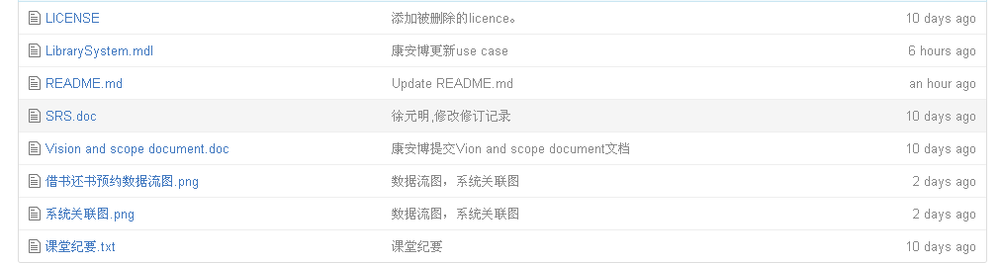 LICENSE 添加被删除的licence。 10 days ago
LibrarySystem.mdl 康安博更新use case 6 hours ago
README.md Update README.md an hour ago
SRS.doc 徐元明,修改修订记录 10 days ago
Vision and scope document.doc 康安博提交Vion and scope document文档 10 days ago
借书还书预约数据流图.png 数据流图，系统关联图 2 days ago
系统关联图.png 数据流图，系统关联图 2 days ago
课堂纪要.txt 课堂纪要 10 days ago